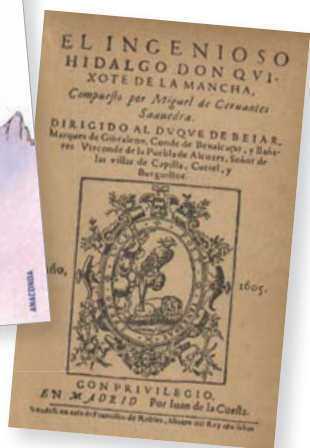 EL INGENIOSO
HIDALGO DON QVI-
XOTE DE LA MANCHA,
Compuesto por Miguel de Ceruantes
Saauedra.
DIRIGIDO AL DVQVE DE BEIAR,
Marques de Gibraleon, Conde de Benalcaçar, y Baña-
res, Vizconde de la Puebla de Alcozer, Señor de
las villas de Capilla, Curiel, y
Burguillos.
ño,
1605.
CON PRIVILEGIO,
EN MADRID Por Iuan de la Cuesta.
Vendese en casa de Francisco de Robles, librero del Rey
ANACONDA